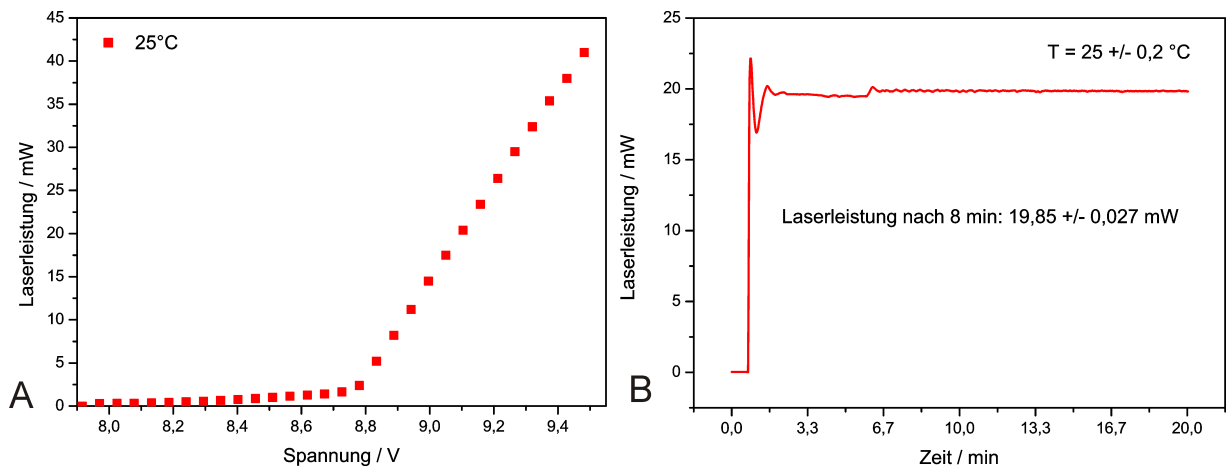 A
25°C
Laserleistung / mW
45
40
35
30
25
20
15
10
5
0
8,0 8,2 8,4 8,6 8,8 9,0 9,2 9,4
Spannung / V
B
T = 25 +/- 0,2 °C
Laserleistung nach 8 min: 19,85 +/- 0,027 mW
Laserleistung / mW
25
20
15
10
5
0
0,0 3,3 6,7 10,0 13,3 16,7 20,0
Zeit / min